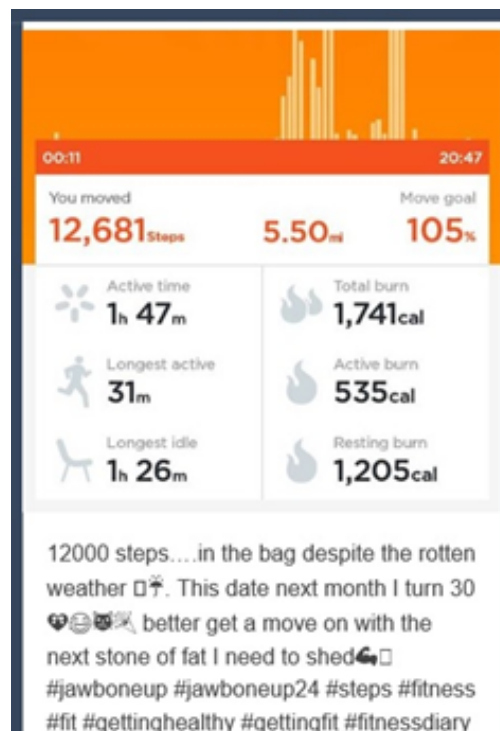 00:11 20:47
You moved Move goal
12,681 Steps 5.50mi 105%
Active time
1h 47m
Total burn
1,741cal
Longest active
31m
Active burn
535cal
Longest idle
1h 26m
Resting burn
1,205cal
12000 steps....in the bag despite the rotten
weather ☔. This date next month I turn 30
better get a move on with the
next stone of fat I need to shed💪
#jawboneup #jawboneup24 #steps #fitness
#fit #gettinghealthy #gettingfit #fitnessdiary